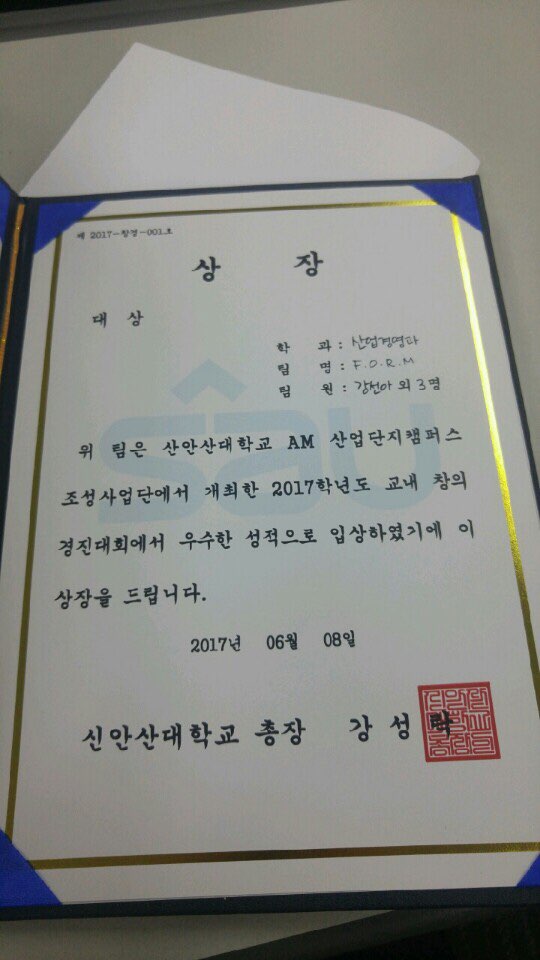 제 2017-창경-001호
상 장
대 상
학 과 : 산업경영과
팀 명 : F.O.R.M
팀 원 : 강선아 외 3명
sau
위 팀은 산안산대학교 AM 산업단지캠퍼스
조성사업단에서 개최한 2017학년도 교내 창의
경진대회에서 우수한 성적으로 입상하였기에 이
상장을 드립니다.
2017년 06월 08일
신안산대학교 총장 강 성 락